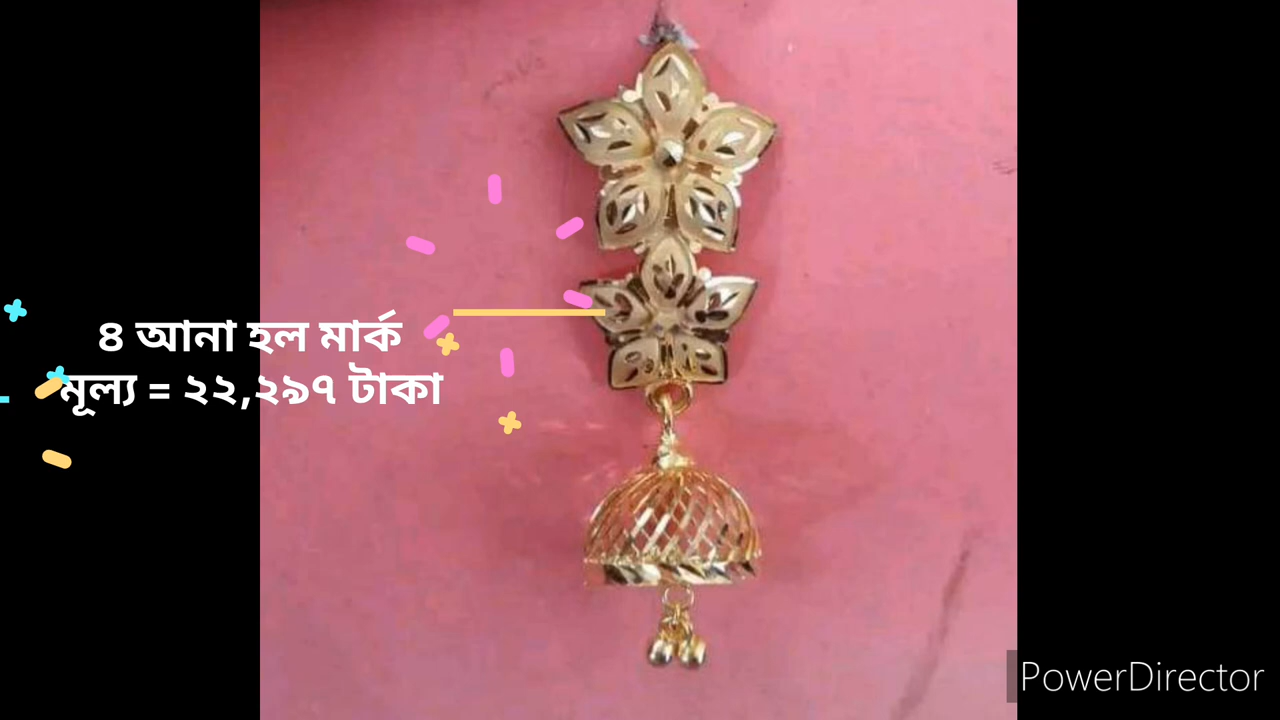 ৪ আনা হল মার্ক
মূল্য = ২২,২৯৭ টাকা
PowerDirector